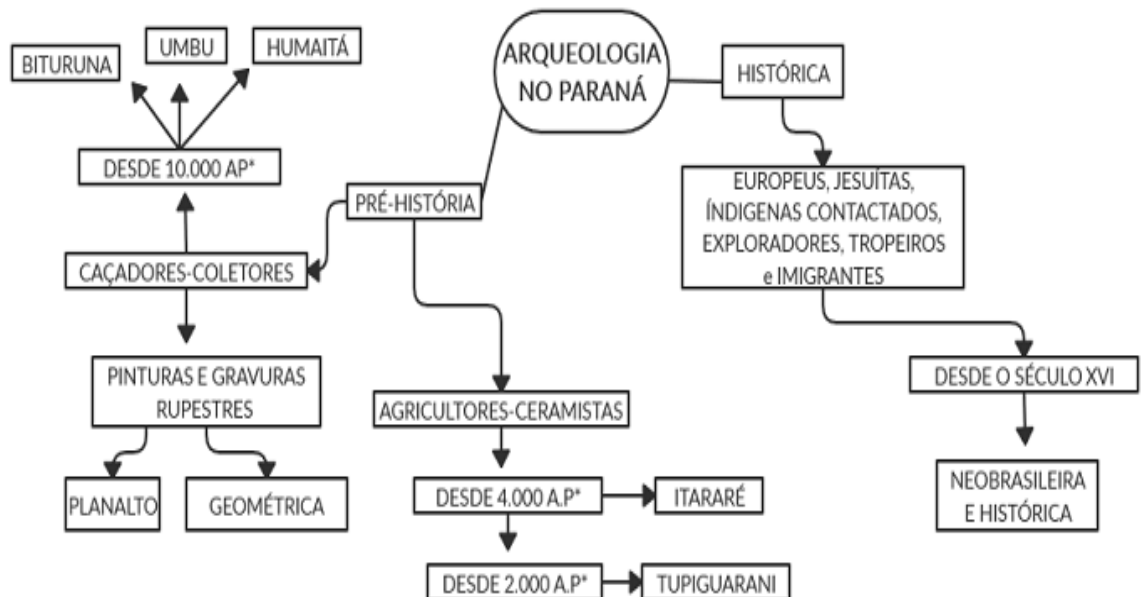 ARQUEOLOGIA
NO PARANÁ
HISTÓRICA
EUROPEUS, JESUÍTAS,
ÍNDIGENAS CONTACTADOS,
EXPLORADORES, TROPEIROS
e IMIGRANTES
DESDE O SÉCULO XVI
NEOBRASILEIRA
E HISTÓRICA
PRÉ-HISTÓRIA
CAÇADORES-COLETORES
DESDE 10.000 AP*
BITURUNA
UMBU
HUMAITÁ
PINTURAS E GRAVURAS
RUPESTRES
PLANALTO
GEOMÉTRICA
AGRICULTORES-CERAMISTAS
DESDE 4.000 A.P*
ITARARÉ
DESDE 2.000 A.P*
TUPIGUARANI